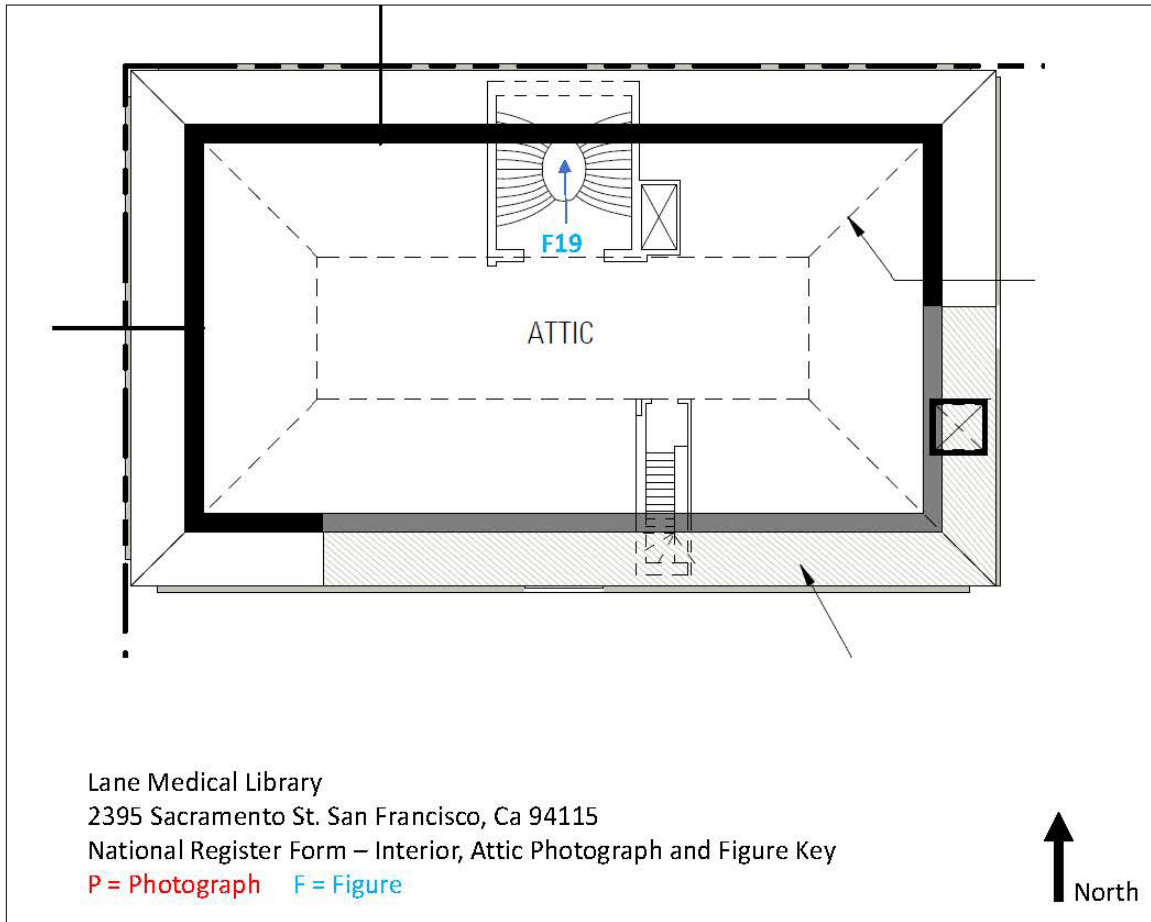 F19
ATTIC
Lane Medical Library
2395 Sacramento St. San Francisco, Ca 94115
National Register Form – Interior, Attic Photograph and Figure Key
P = Photograph F = Figure
North